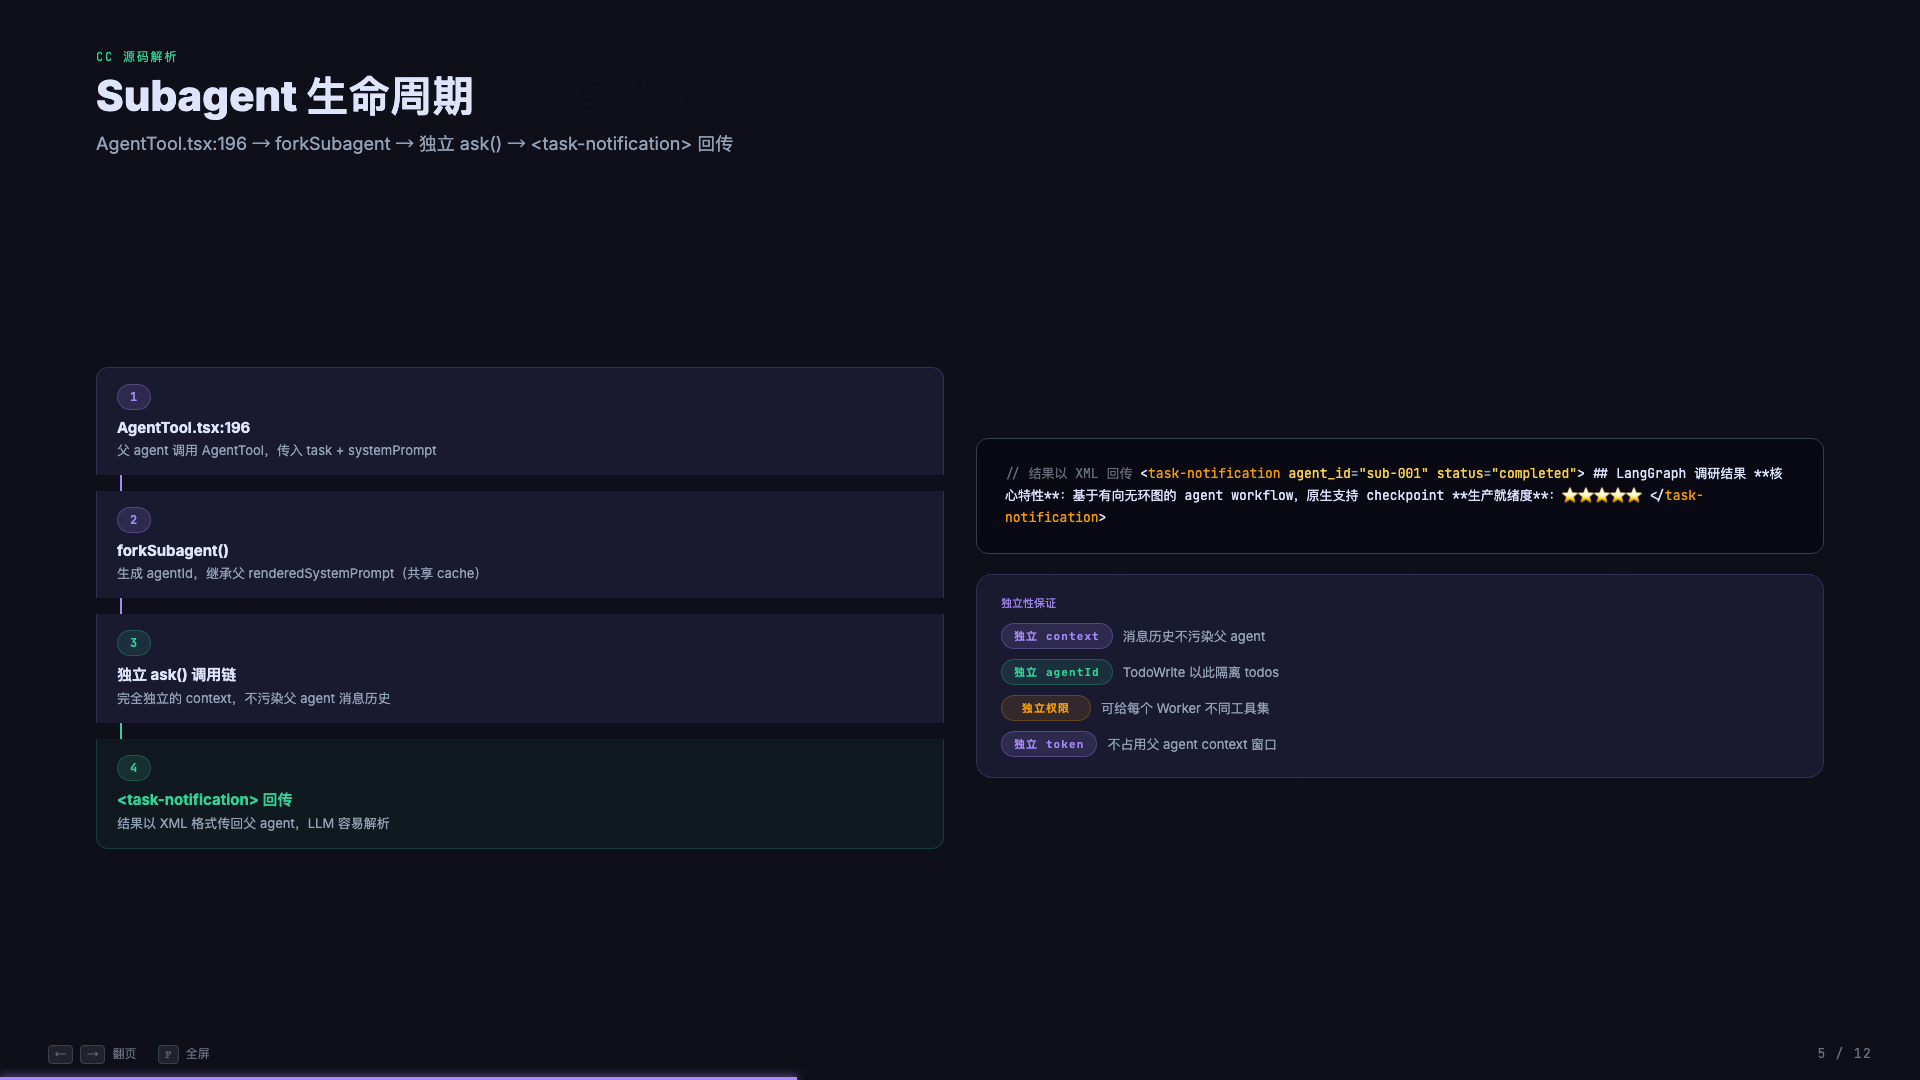 CC 源码解析
Subagent 生命周期
AgentTool.tsx:196 → forkSubagent → 独立 ask() → <task-notification> 回传
1
AgentTool.tsx:196
父 agent 调用 AgentTool，传入 task + systemPrompt
2
forkSubagent()
生成 agentId，继承父 renderedSystemPrompt（共享 cache）
3
独立 ask() 调用链
完全独立的 context，不污染父 agent 消息历史
4
<task-notification> 回传
结果以 XML 格式传回父 agent，LLM 容易解析
// 结果以 XML 回传 <task-notification agent_id="sub-001" status="completed"> ## LangGraph 调研结果 **核
心特性**: 基于有向无环图的 agent workflow，原生支持 checkpoint **生产就绪度**: ⭐⭐⭐⭐⭐ </task-
notification>
独立性保证
独立 context 消息历史不污染父 agent
独立 agentId TodoWrite 以此隔离 todos
独立权限 可给每个 Worker 不同工具集
独立 token 不占用父 agent context 窗口
← → 翻页 F 全屏
5 / 12